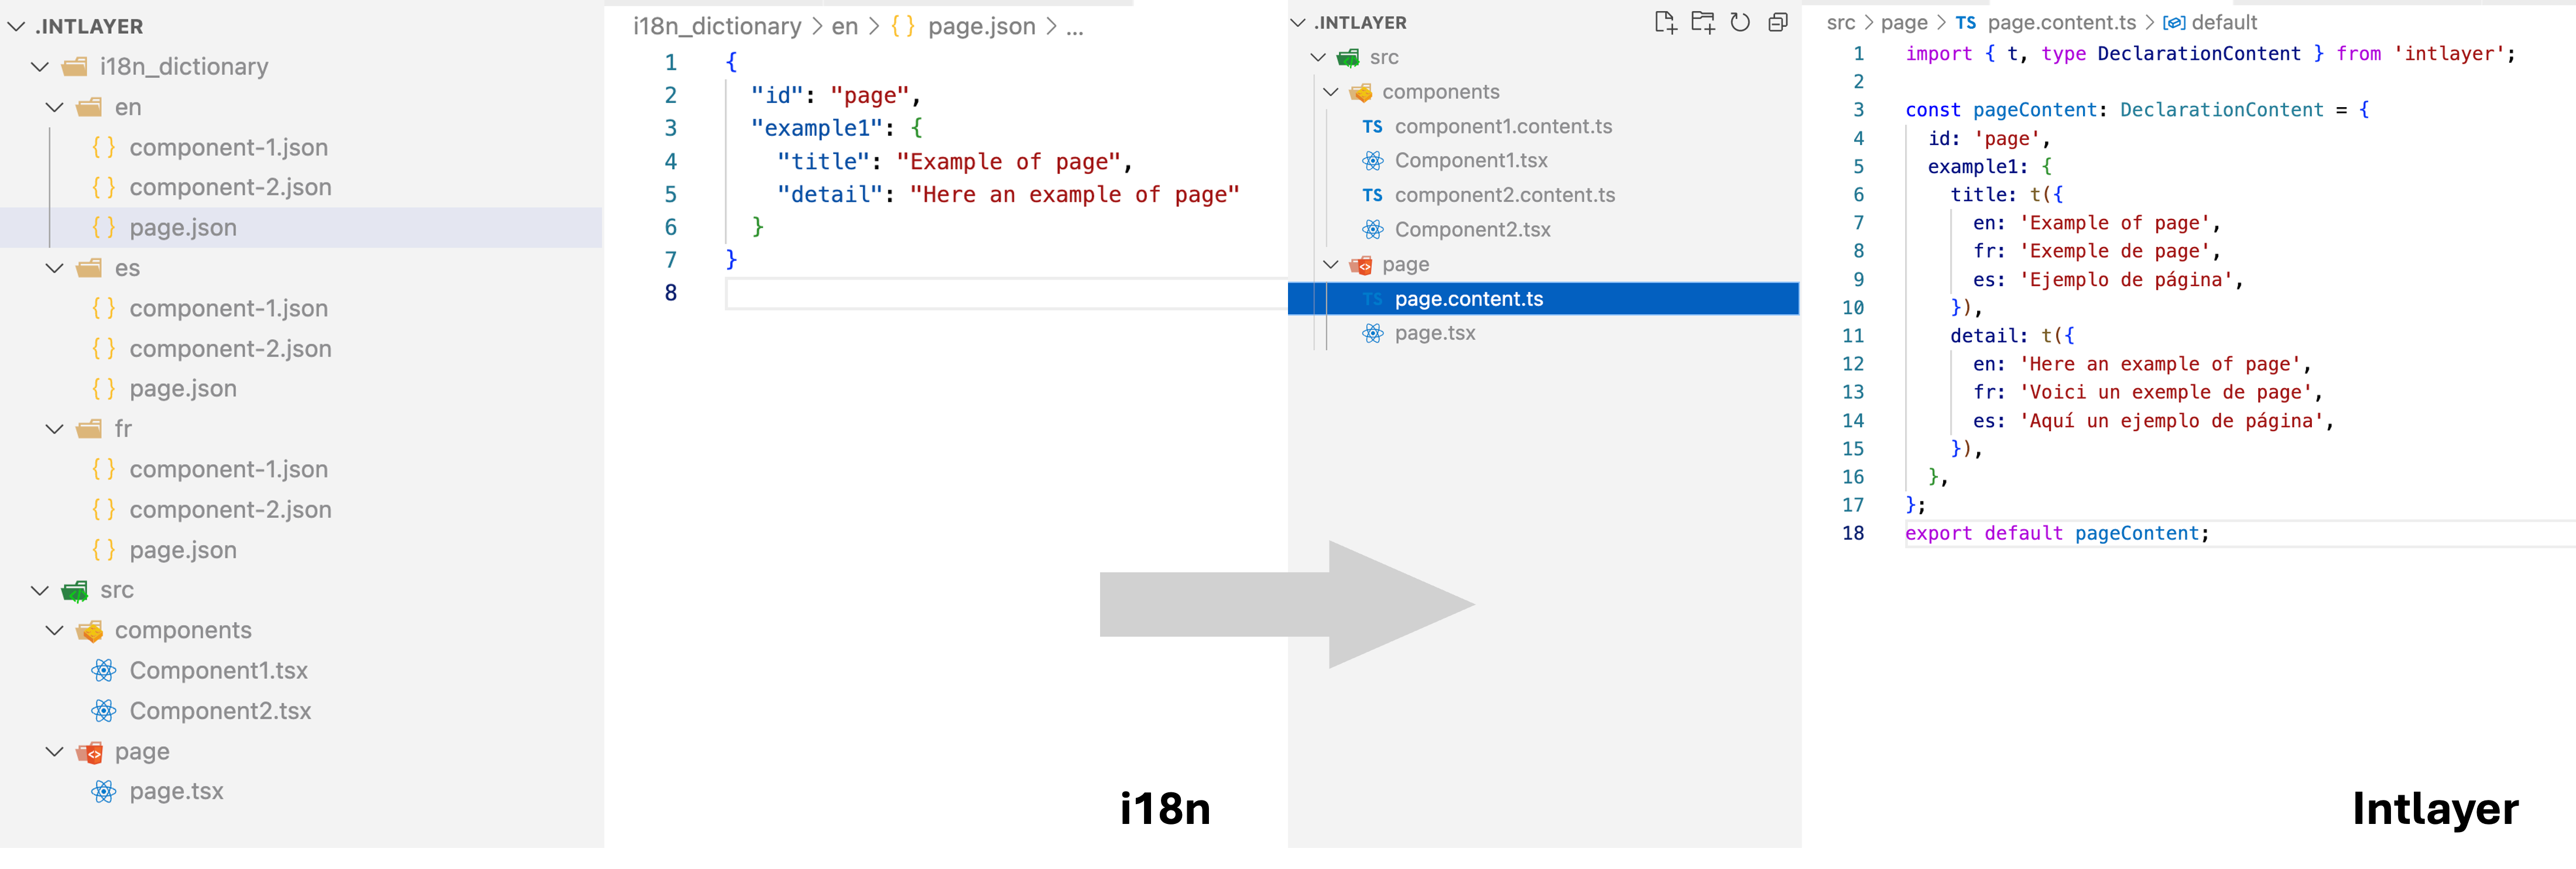 .INTLAYER
i18n_dictionary
en
{} component-1.json
{} component-2.json
{} page.json
es
{} component-1.json
{} component-2.json
{} page.json
fr
{} component-1.json
{} component-2.json
{} page.json
src
components
Component1.tsx
Component2.tsx
page
page.tsx
i18n_dictionary > en > {} page.json > ...
1 {
2 "id": "page",
3 "example1": {
4 "title": "Example of page",
5 "detail": "Here an example of page"
6 }
7 }
8
i18n
.INTLAYER
src
components
TS component1.content.ts
Component1.tsx
TS component2.content.ts
Component2.tsx
page
TS page.content.ts
page.tsx
src > page > TS page.content.ts > default
1 import { t, type DeclarationContent } from 'intlayer';
2
3 const pageContent: DeclarationContent = {
4 id: 'page',
5 example1: {
6 title: t({
7 en: 'Example of page',
8 fr: 'Exemple de page',
9 es: 'Ejemplo de página',
10 }),
11 detail: t({
12 en: 'Here an example of page',
13 fr: 'Voici un exemple de page',
14 es: 'Aquí un ejemplo de página',
15 }),
16 },
17 };
18 export default pageContent;
Intlayer